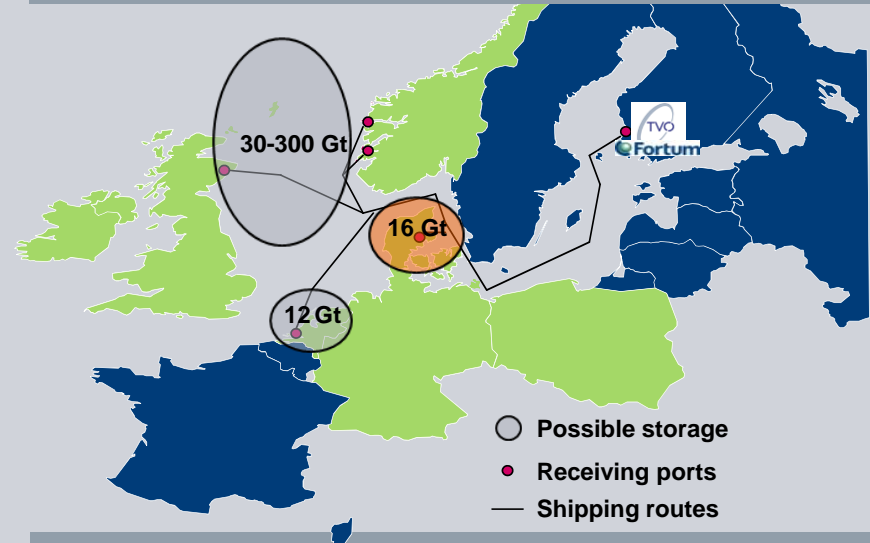 30-300 Gt
TVO
Fortum
16 Gt
12 Gt
Possible storage
Receiving ports
Shipping routes